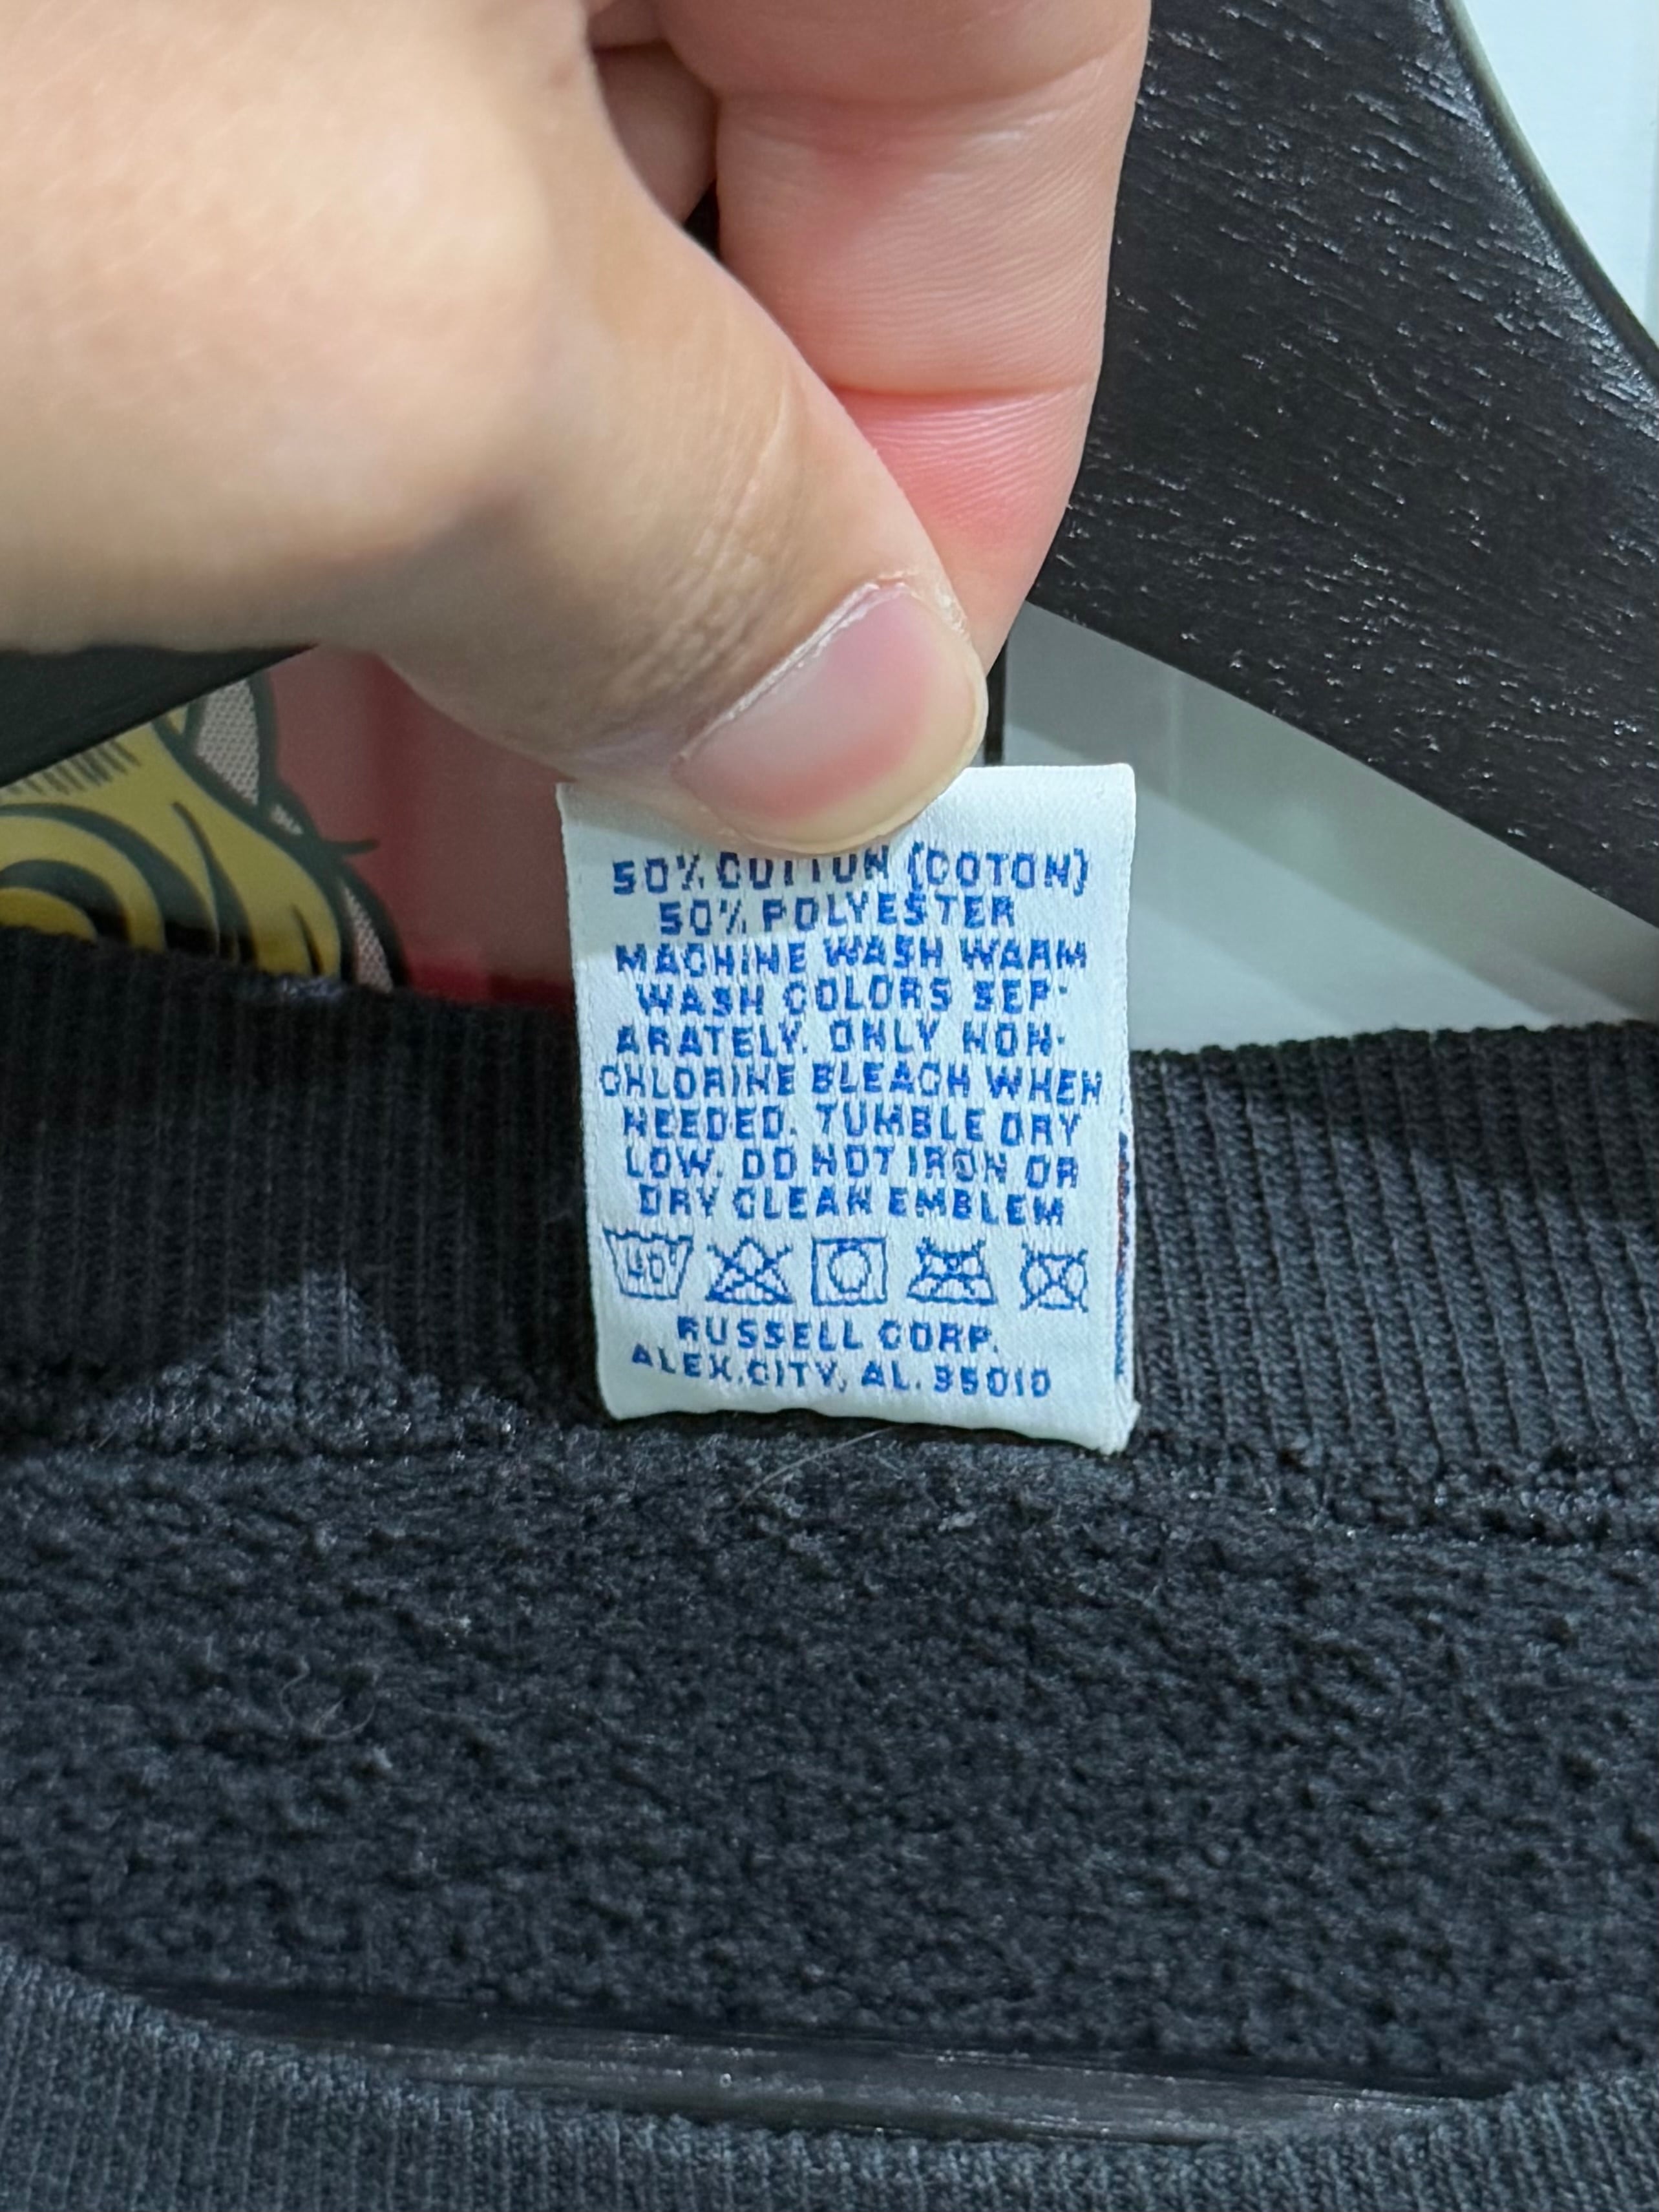 50% COTTON (COTON)
50% POLYESTER
MACHINE WASH WARM
WASH COLORS SEP-
ARATELY. ONLY NON-
CHLORINE BLEACH WHEN
NEEDED. TUMBLE DRY
LOW. DO NOT IRON OR
DRY CLEAN EMBLEM
40
RUSSELL CORP.
ALEX.CITY, AL. 35010